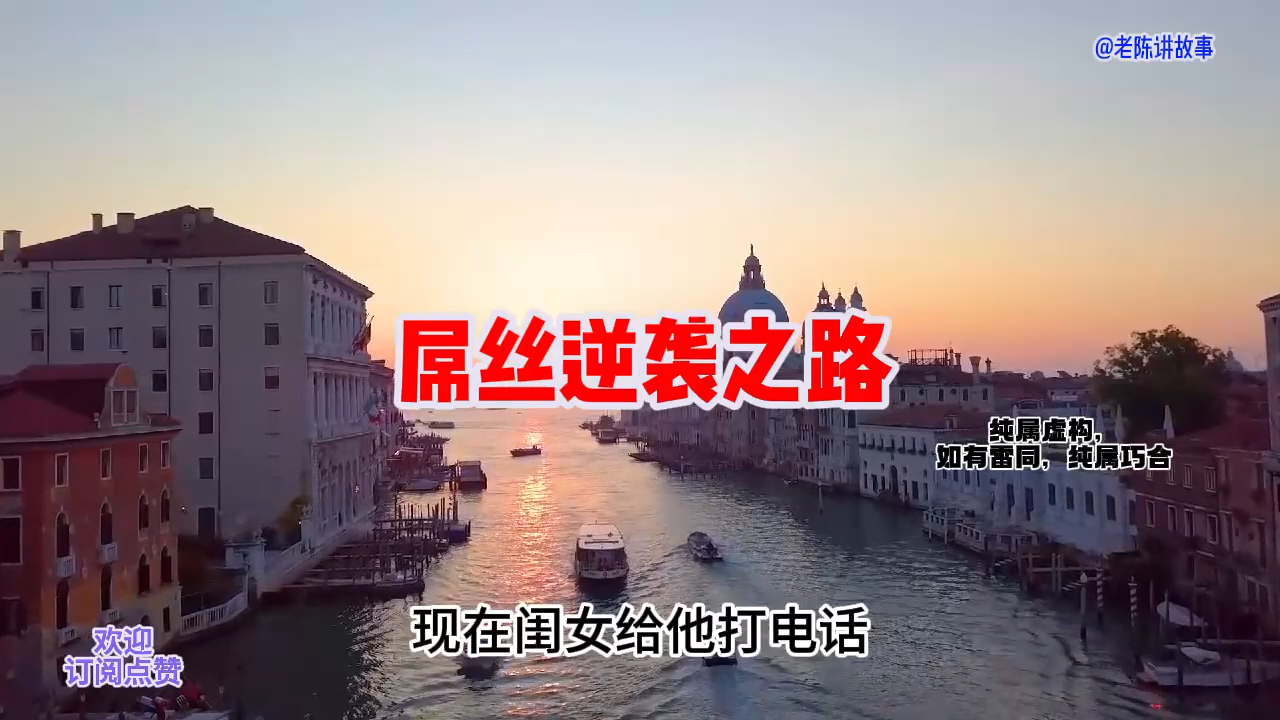 @老陈讲故事
屌丝逆袭之路
纯属虚构，
如有雷同，纯属巧合
现在闺女给他打电话
欢迎
订阅点赞